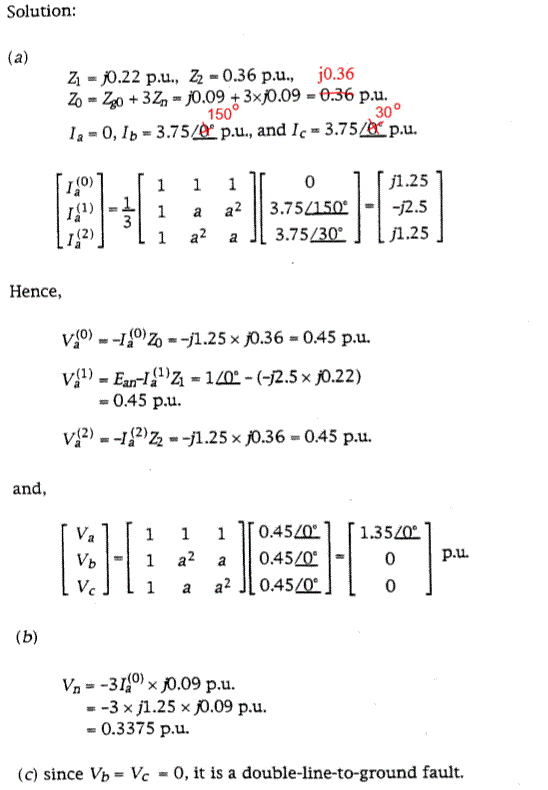 Solution:
(a)
Z1 = j0.22 p.u., Z2 = 0.36 p.u., j0.36
Z0 = Zg0 + 3Zn = j0.09 + 3×j0.09 = 0.36 p.u.
150° 30°
Ia = 0, Ib = 3.75/0° p.u., and Ic = 3.75/0° p.u.
[Ia(0)] = 1/3 [1 1 1] [0] = [j1.25]
[Ia(1)] [1 a a²] [3.75/150°] [-j2.5]
[Ia(2)] [1 a² a] [3.75/30°] [j1.25]
Hence,
Va(0) = -Ia(0)Z0 = -j1.25 × j0.36 = 0.45 p.u.
Va(1) = Ean-Ia(1)Z1 = 1/0° - (-j2.5 × j0.22)
= 0.45 p.u.
Va(2) = -Ia(2)Z2 = -j1.25 × j0.36 = 0.45 p.u.
and,
[Va] = [1 1 1] [0.45/0°] = [1.35/0°]
[Vb] [1 a² a] [0.45/0°] [0] p.u.
[Vc] [1 a a²] [0.45/0°] [0]
(b)
Vn = -3Ia(0) × j0.09 p.u.
= -3 × j1.25 × j0.09 p.u.
= 0.3375 p.u.
(c) since Vb = Vc = 0, it is a double-line-to-ground fault.